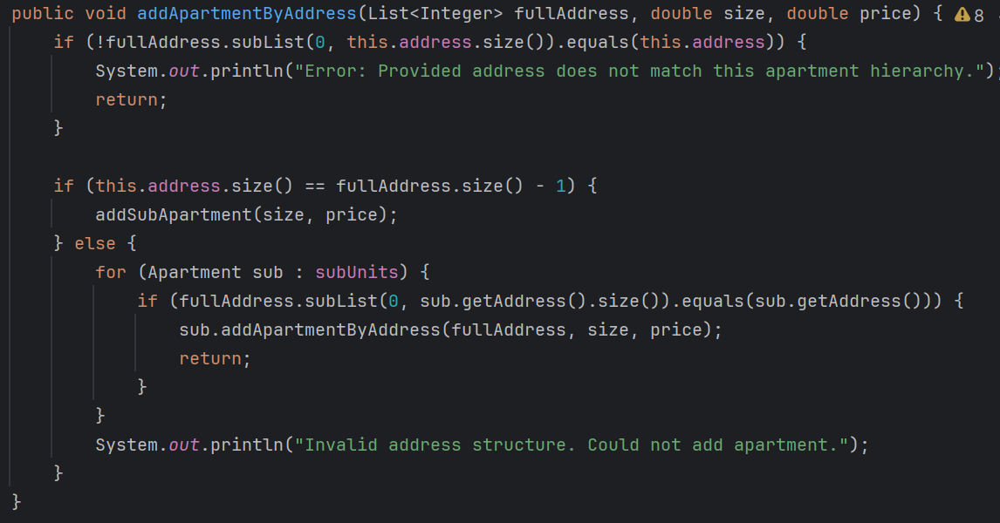 public void addApartmentByAddress(List<Integer> fullAddress, double size, double price) { 8
    if (!fullAddress.subList(0, this.address.size()).equals(this.address)) {
        System.out.println("Error: Provided address does not match this apartment hierarchy.");
        return;
    }

    if (this.address.size() == fullAddress.size() - 1) {
        addSubApartment(size, price);
    } else {
        for (Apartment sub : subUnits) {
            if (fullAddress.subList(0, sub.getAddress().size()).equals(sub.getAddress())) {
                sub.addApartmentByAddress(fullAddress, size, price);
                return;
            }
        }
        System.out.println("Invalid address structure. Could not add apartment.");
    }
}